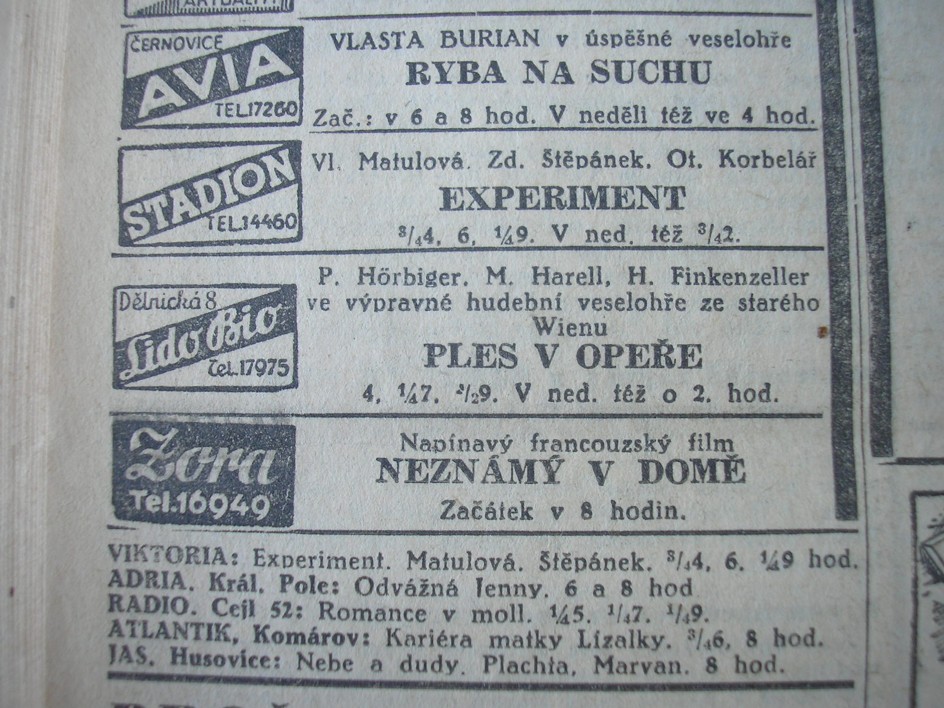 AKTUALIT
ČERNOVICE
AVIA
TEL.17260
VLASTA BURIAN v úspěšné veselohře
RYBA NA SUCHU
Zač.: v 6 a 8 hod. V neděli též ve 4 hod.
STADION
TEL.14460
Vl. Matulová, Zd. Štěpánek, Ot. Korbelář
EXPERIMENT
¾4, 6, ¼9. V ned. též ¾2.
Dělnická 8
Lido Bio
Tel.17975
P. Hörbiger, M. Harell, H. Finkenzeller
ve výpravné hudební veselohře ze starého
Wienu
PLES V OPEŘE
4, ¼7, ½9. V ned. též o 2. hod.
Zora
Tel.16949
Napínavý francouzský film
NEZNÁMÝ V DOMĚ
Začátek v 8 hodin.
VIKTORIA: Experiment. Matulová, Štěpánek. ¾4, 6, ¼9 hod.
ADRIA, Král. Pole: Odvážná Jenny. 6 a 8 hod
RADIO, Cejl 52: Romance v moll. ¼5, ¼7, ¼9.
ATLANTIK, Komárov: Kariéra matky Lízalky. ¾6, 8 hod.
JAS, Husovice: Nebe a dudy. Plachta, Marvan. 8 hod.